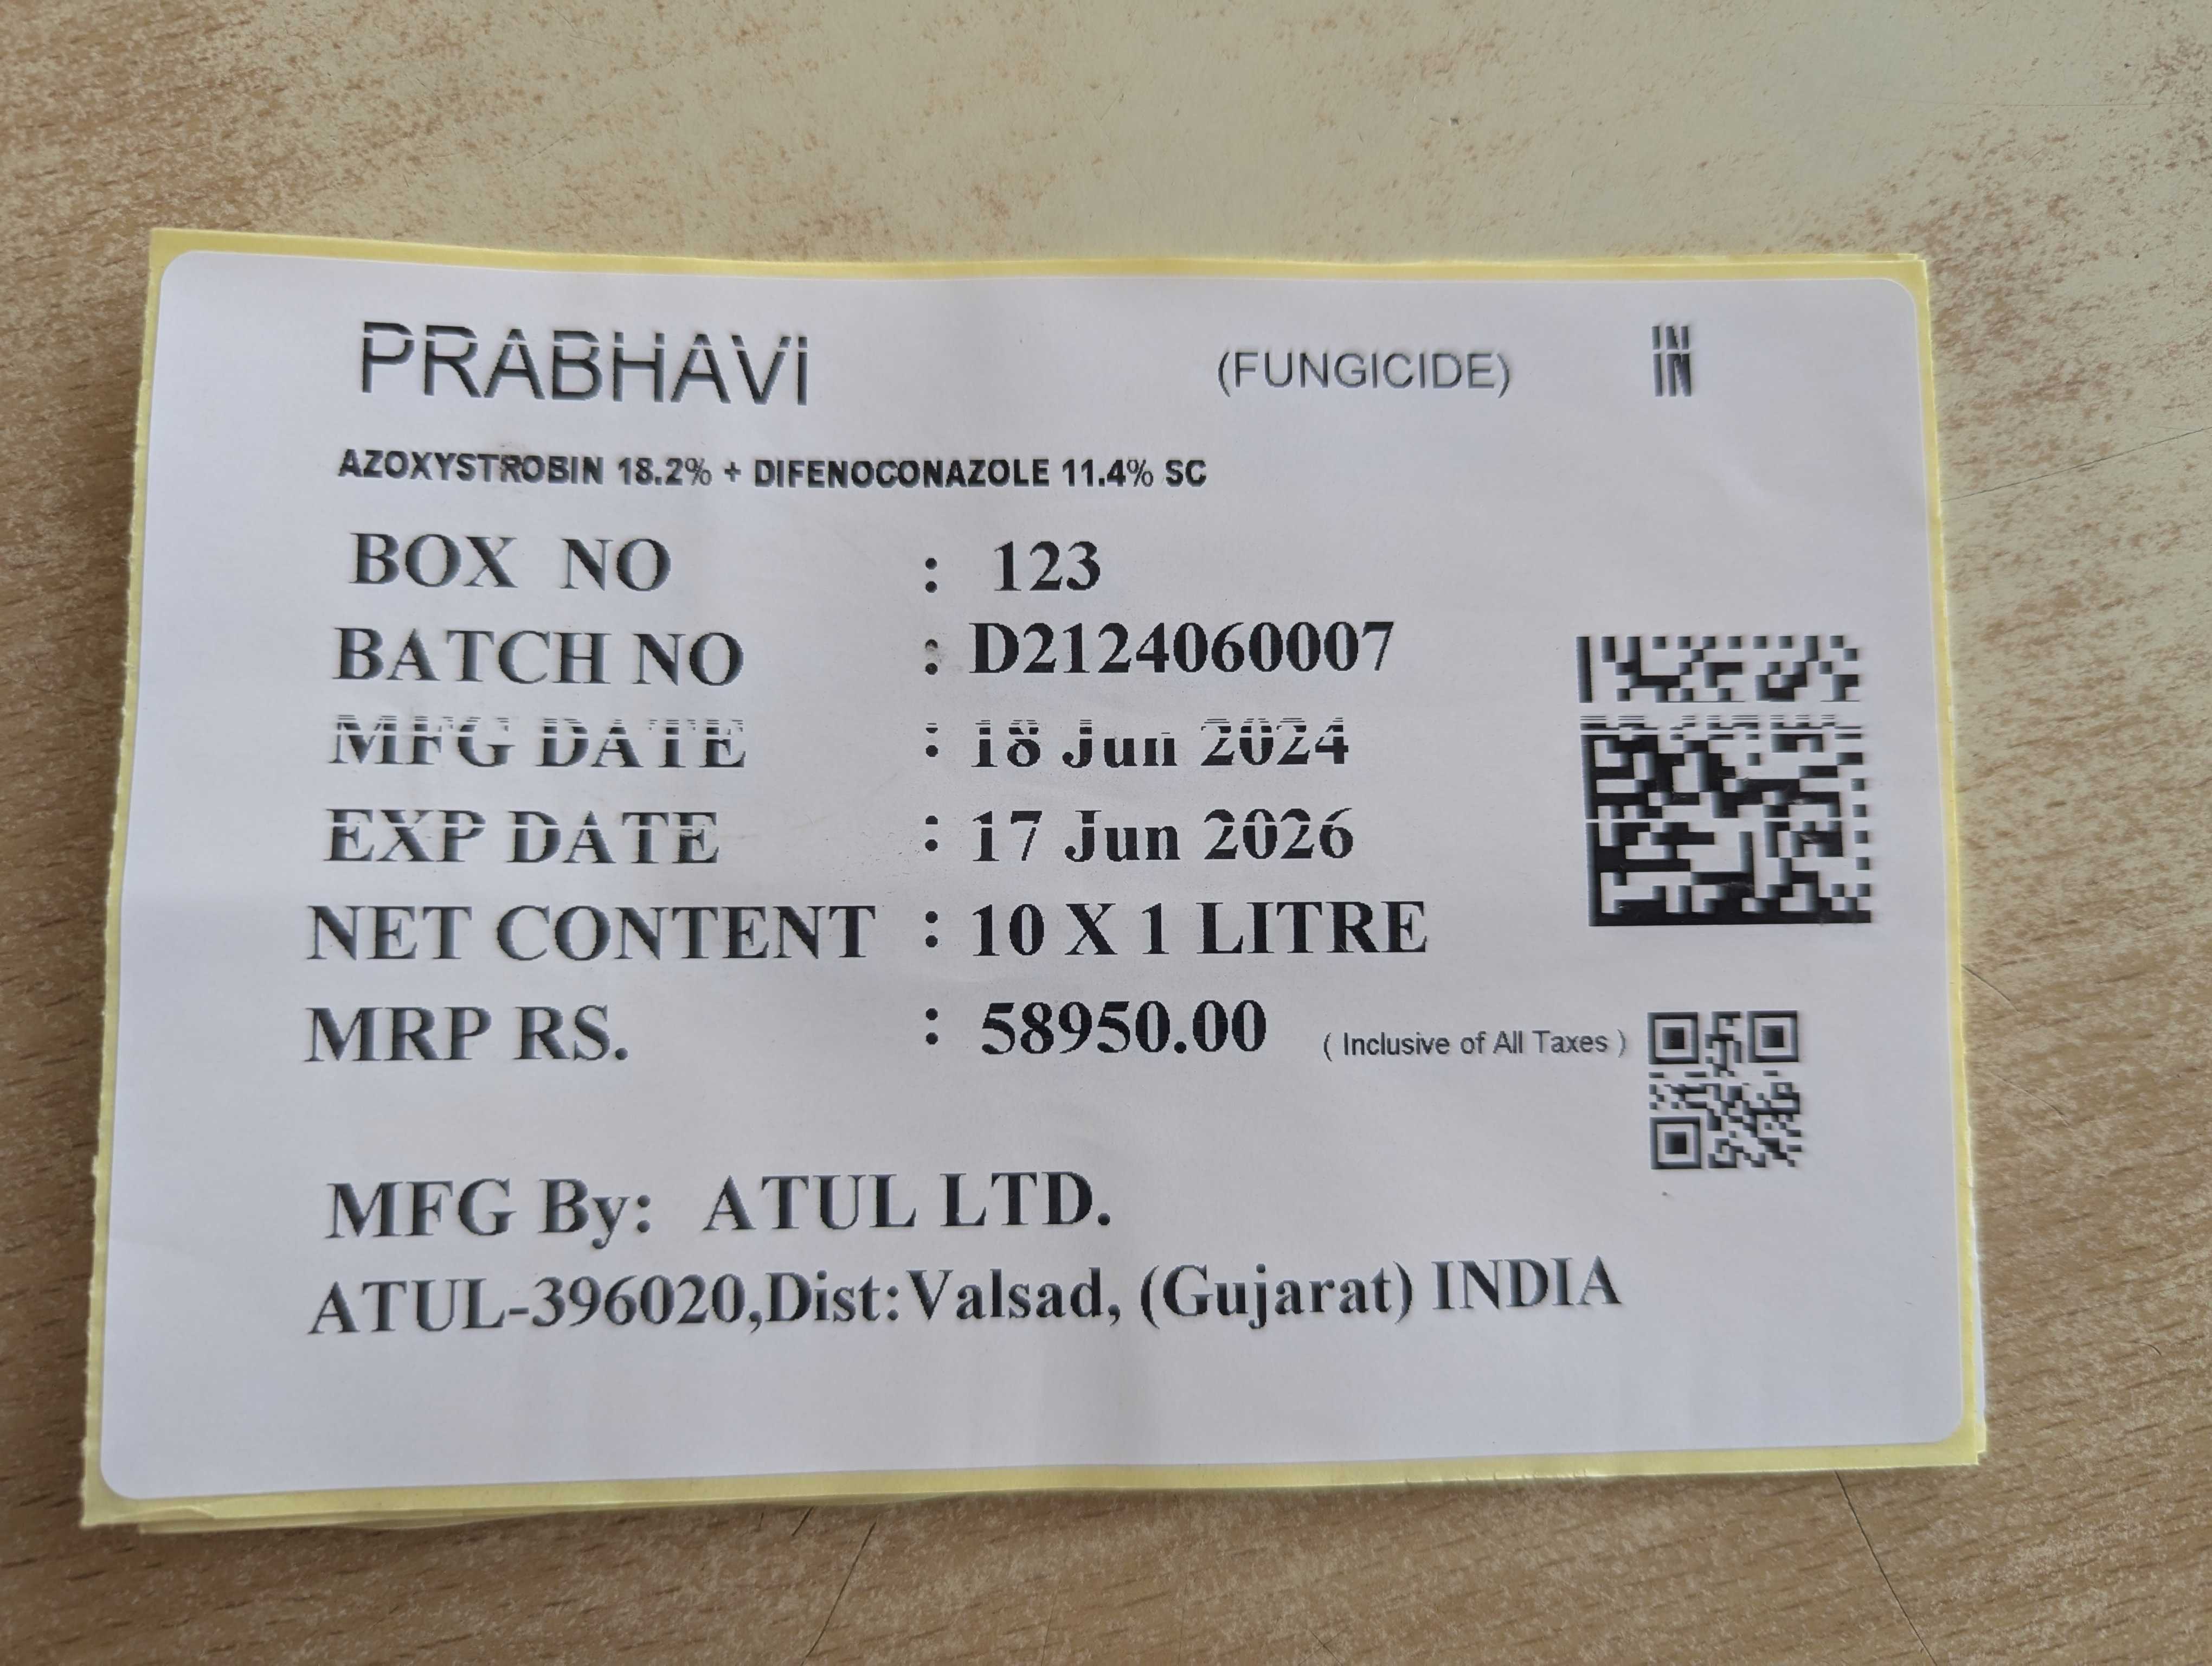 PRABHAVI (FUNGICIDE) IN
AZOXYSTROBIN 18.2% + DIFENOCONAZOLE 11.4% SC
BOX NO : 123
BATCH NO : D2124060007
MFG DATE : 18 Jun 2024
EXP DATE : 17 Jun 2026
NET CONTENT : 10 X 1 LITRE
MRP RS. : 58950.00 ( Inclusive of All Taxes )
MFG By: ATUL LTD.
ATUL-396020,Dist:Valsad, (Gujarat) INDIA